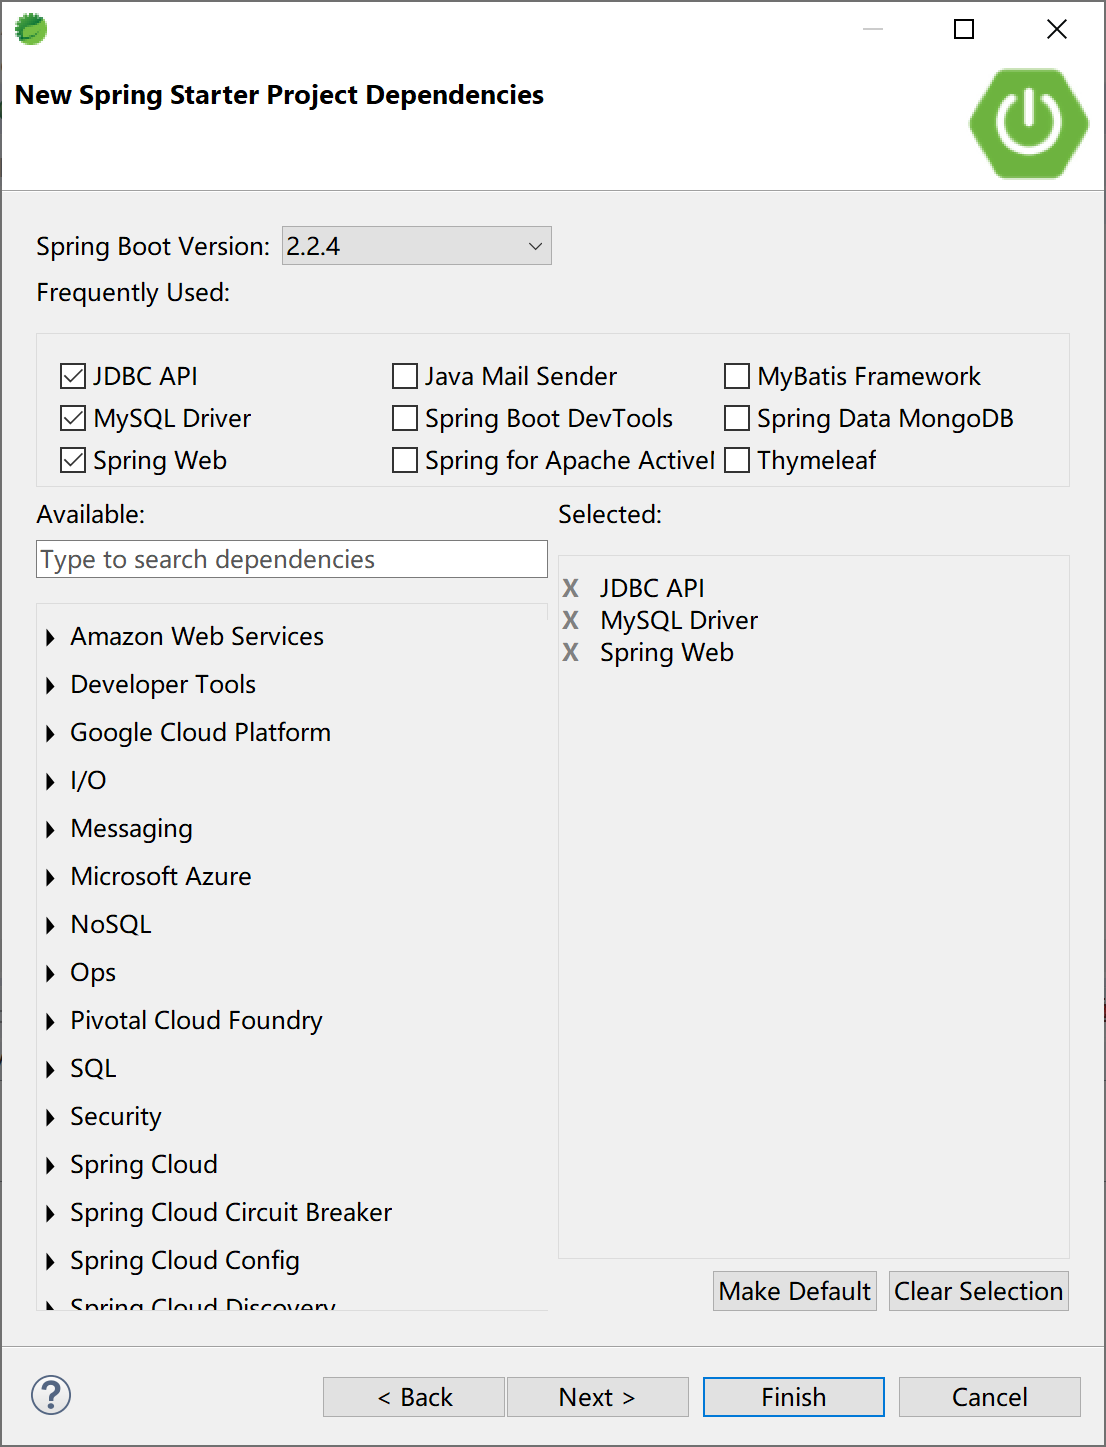 New Spring Starter Project Dependencies
Spring Boot Version: 2.2.4
Frequently Used:
JDBC API Java Mail Sender MyBatis Framework
MySQL Driver Spring Boot DevTools Spring Data MongoDB
Spring Web Spring for Apache Thymeleaf
Available: Selected:
Type to search dependencies
X JDBC API
X MySQL Driver
X Spring Web
Amazon Web Services
Developer Tools
Google Cloud Platform
I/O
Messaging
Microsoft Azure
NoSQL
Ops
Pivotal Cloud Foundry
SQL
Security
Spring Cloud
Spring Cloud Circuit Breaker
Spring Cloud Config
Spring Cloud Discovery
Make Default Clear Selection
? < Back Next > Finish Cancel